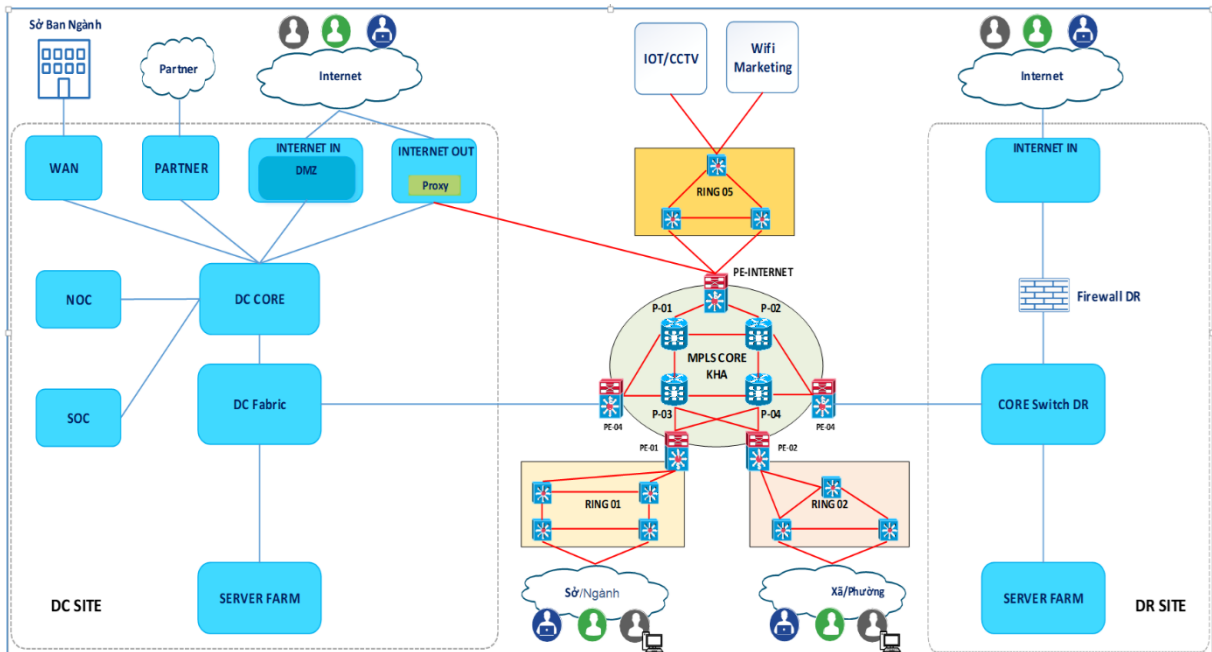 Sở Ban Ngành
Partner
Internet
IOT/CCTV
Wifi
Marketing
Internet
WAN
PARTNER
INTERNET IN
DMZ
INTERNET OUT
Proxy
RING 05
INTERNET IN
PE-INTERNET
NOC
DC CORE
P-01
P-02
Firewall DR
MPLS CORE
KHA
SOC
DC Fabric
PE-04
P-03
P-04
PE-04
CORE Switch DR
PE-01
PE-02
RING 01
RING 02
Sở/Ngành
Xã/Phường
DC SITE
SERVER FARM
SERVER FARM
DR SITE